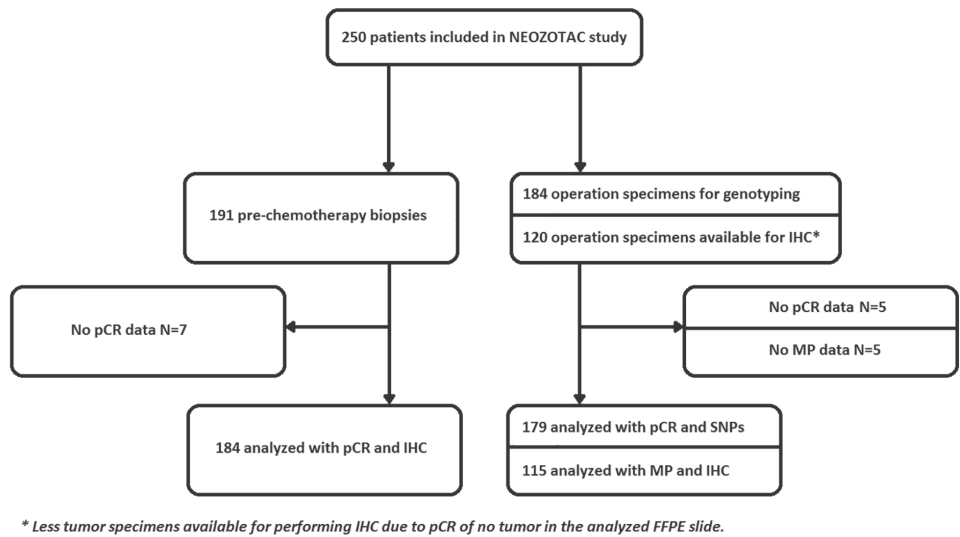 250 patients included in NEOZOTAC study
191 pre-chemotherapy biopsies
184 operation specimens for genotyping
120 operation specimens available for IHC*
No pCR data N=7
No pCR data N=5
No MP data N=5
184 analyzed with pCR and IHC
179 analyzed with pCR and SNPs
115 analyzed with MP and IHC
* Less tumor specimens available for performing IHC due to pCR of no tumor in the analyzed FFPE slide.